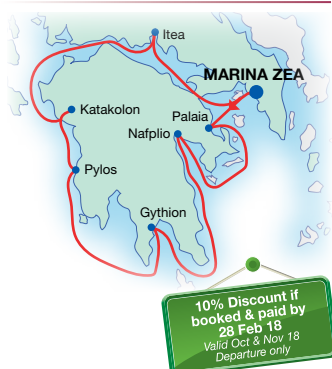 Itea
MARINA ZEA
Katakolon
Palaia
Nafplio
Pylos
Gythion
10% Discount if
booked & paid by
28 Feb 18
Valid Oct & Nov 18
Departure only